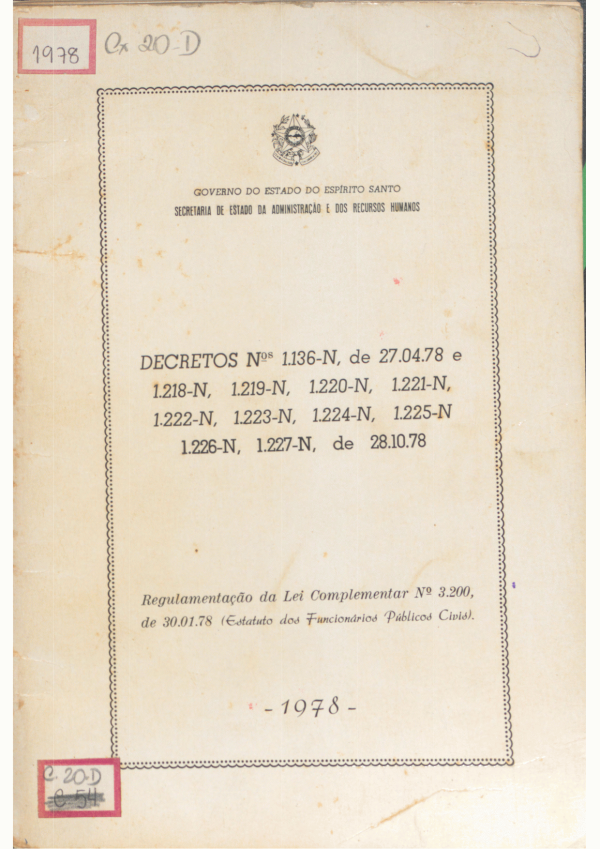 1978
Cx 20-D
GOVERNO DO ESTADO DO ESPÍRITO SANTO
SECRETARIA DE ESTADO DA ADMINISTRAÇÃO E DOS RECURSOS HUMANOS
DECRETOS Nºs 1.136-N, de 27.04.78 e
1.218-N, 1.219-N, 1.220-N, 1.221-N,
1.222-N, 1.223-N, 1.224-N, 1.225-N
1.226-N, 1.227-N, de 28.10.78
Regulamentação da Lei Complementar Nº 3.200,
de 30.01.78 (Estatuto dos Funcionários Públicos Civis).
- 1978 -
C. 20-D
C-54